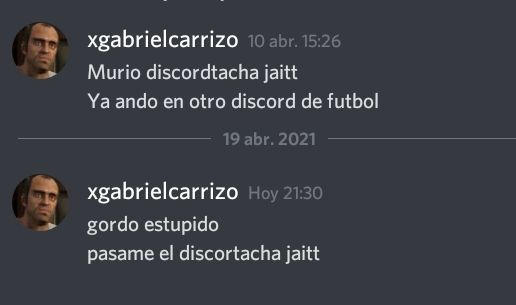 xgabrielcarrizo 10 abr. 15:26
Murio discordtacha jaitt
Ya ando en otro discord de futbol
19 abr. 2021
xgabrielcarrizo Hoy 21:30
gordo estupido
pasame el discortacha jaitt